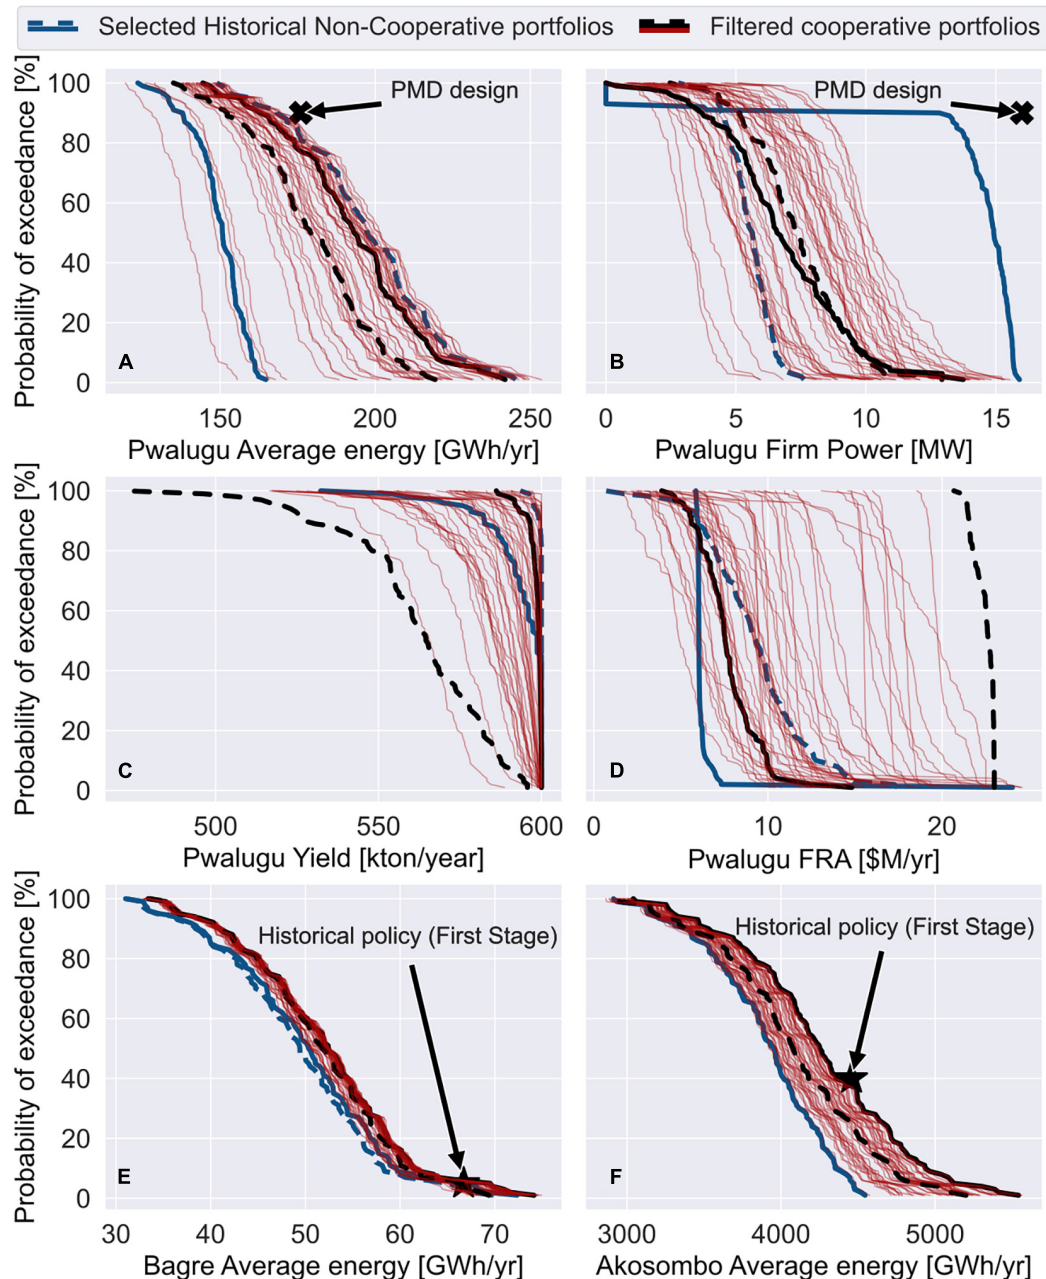 Selected Historical Non-Cooperative portfolios
Filtered cooperative portfolios
Probability of exceedance [%]
100
80
60
40
20
0
PMD design
A
150
200
250
Pwalugu Average energy [GWh/yr]
PMD design
B
0
5
10
15
Pwalugu Firm Power [MW]
Probability of exceedance [%]
100
80
60
40
20
0
C
500
550
600
Pwalugu Yield [kton/year]
D
0
10
20
Pwalugu FRA [$M/yr]
Probability of exceedance [%]
100
80
60
40
20
0
Historical policy (First Stage)
E
30
40
50
60
70
Bagre Average energy [GWh/yr]
Historical policy (First Stage)
F
3000
4000
5000
Akosombo Average energy [GWh/yr]